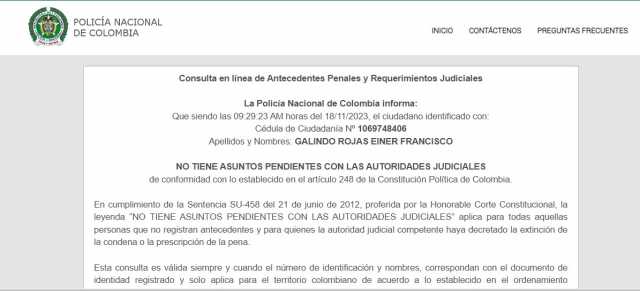 POLICÍA NACIONAL
DE COLOMBIA
INICIO CONTÁCTENOS PREGUNTAS FRECUENTES
Consulta en línea de Antecedentes Penales y Requerimientos Judiciales
La Policía Nacional de Colombia informa:
Que siendo las 09:29:23 AM horas del 18/11/2023, el ciudadano identificado con:
Cédula de Ciudadanía Nº 1069748406
Apellidos y Nombres: GALINDO ROJAS EINER FRANCISCO
NO TIENE ASUNTOS PENDIENTES CON LAS AUTORIDADES JUDICIALES
de conformidad con lo establecido en el artículo 248 de la Constitución Política de Colombia.
En cumplimiento de la Sentencia SU-458 del 21 de junio de 2012, proferida por la Honorable Corte Constitucional, la
leyenda "NO TIENE ASUNTOS PENDIENTES CON LAS AUTORIDADES JUDICIALES" aplica para todas aquellas
personas que no registran antecedentes y para quienes la autoridad judicial competente haya decretado la extinción de
la condena o la prescripción de la pena.
Esta consulta es válida siempre y cuando el número de identificación y nombres, correspondan con el documento de
identidad registrado y solo aplica para el territorio colombiano de acuerdo a lo establecido en el ordenamiento